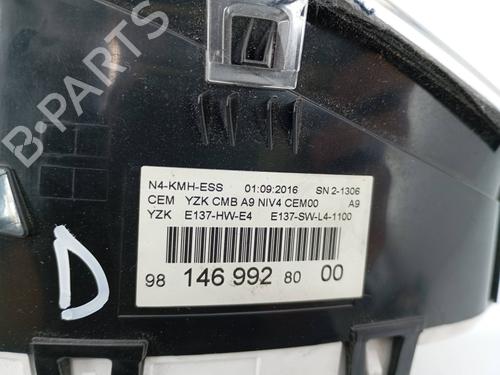 B-PARTS
N4-KMH-ESS 01:09:2016 SN 2-1306
CEM YZK CMB A9 NIV4 CEM00 A9
YZK E137-HW-E4 E137-SW-L4-1100
98 146 992 80 00
D